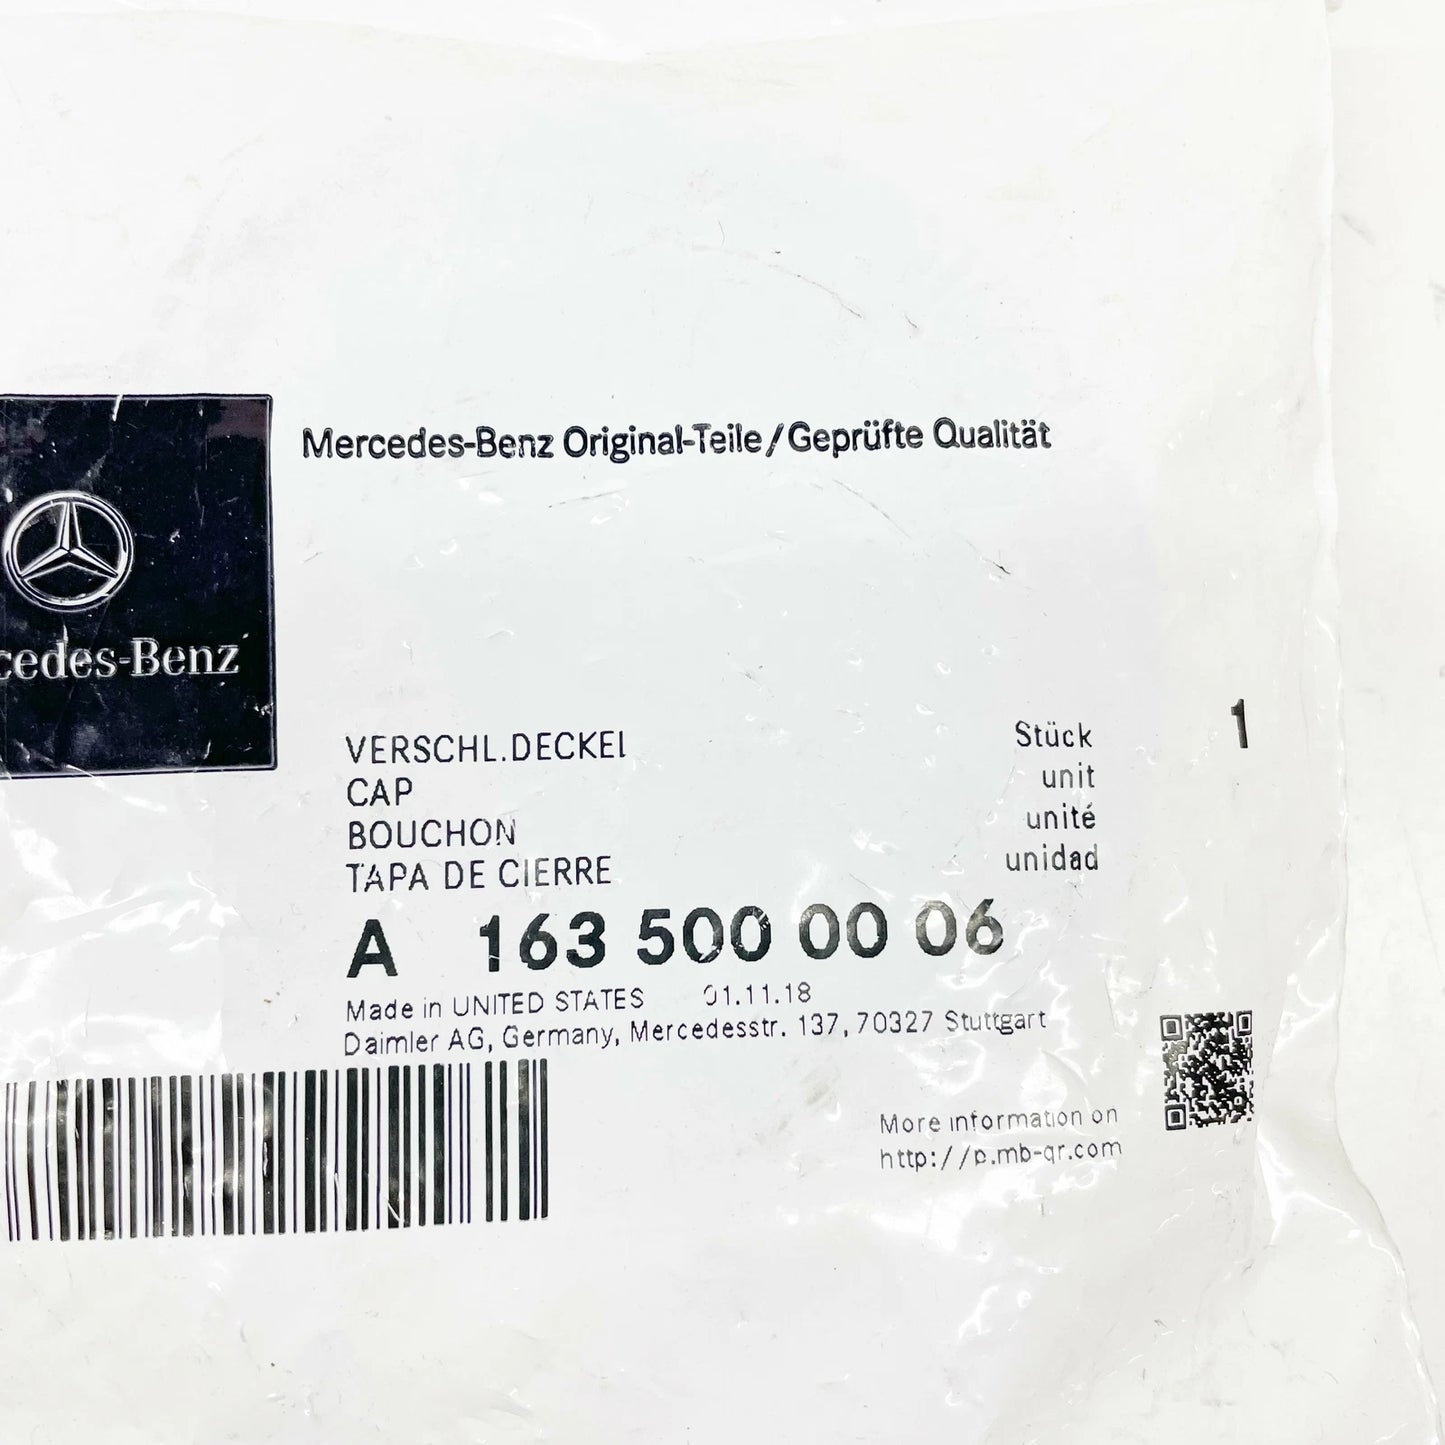 Mercedes-Benz Original-Teile/Geprüfte Qualität
cedes-Benz
VERSCHL.DECKEL Stück 1
CAP unit
BOUCHON unité
TAPA DE CIERRE unidad
A 163 500 00 06
Made in UNITED STATES 01.11.18
Daimler AG, Germany, Mercedesstr. 137, 70327 Stuttgart
More information on
http://p.mb-qr.com